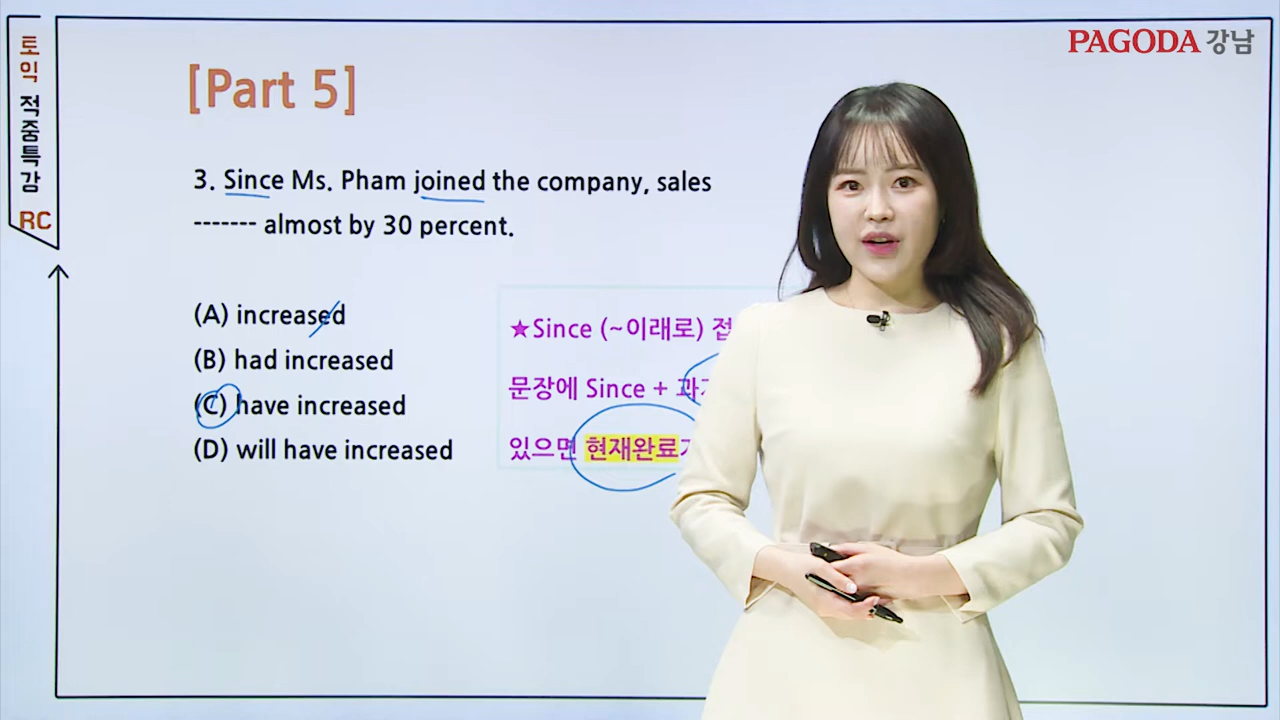 토익 적중특강 RC
PAGODA 강남
[Part 5]
3. Since Ms. Pham joined the company, sales
------- almost by 30 percent.
(A) increased
(B) had increased
(C) have increased
(D) will have increased
★Since (~이래로) 접
문장에 Since +
있으면 현재완료